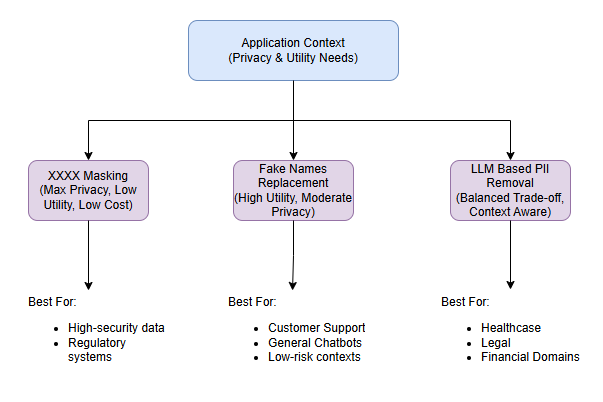 Application Context
(Privacy & Utility Needs)
XXXX Masking
(Max Privacy, Low
Utility, Low Cost)
Fake Names
Replacement
(High Utility, Moderate
Privacy)
LLM Based PII
Removal
(Balanced Trade-off,
Context Aware)
Best For:
High-security data
Regulatory
systems
Best For:
Customer Support
General Chatbots
Low-risk contexts
Best For:
Healthcase
Legal
Financial Domains